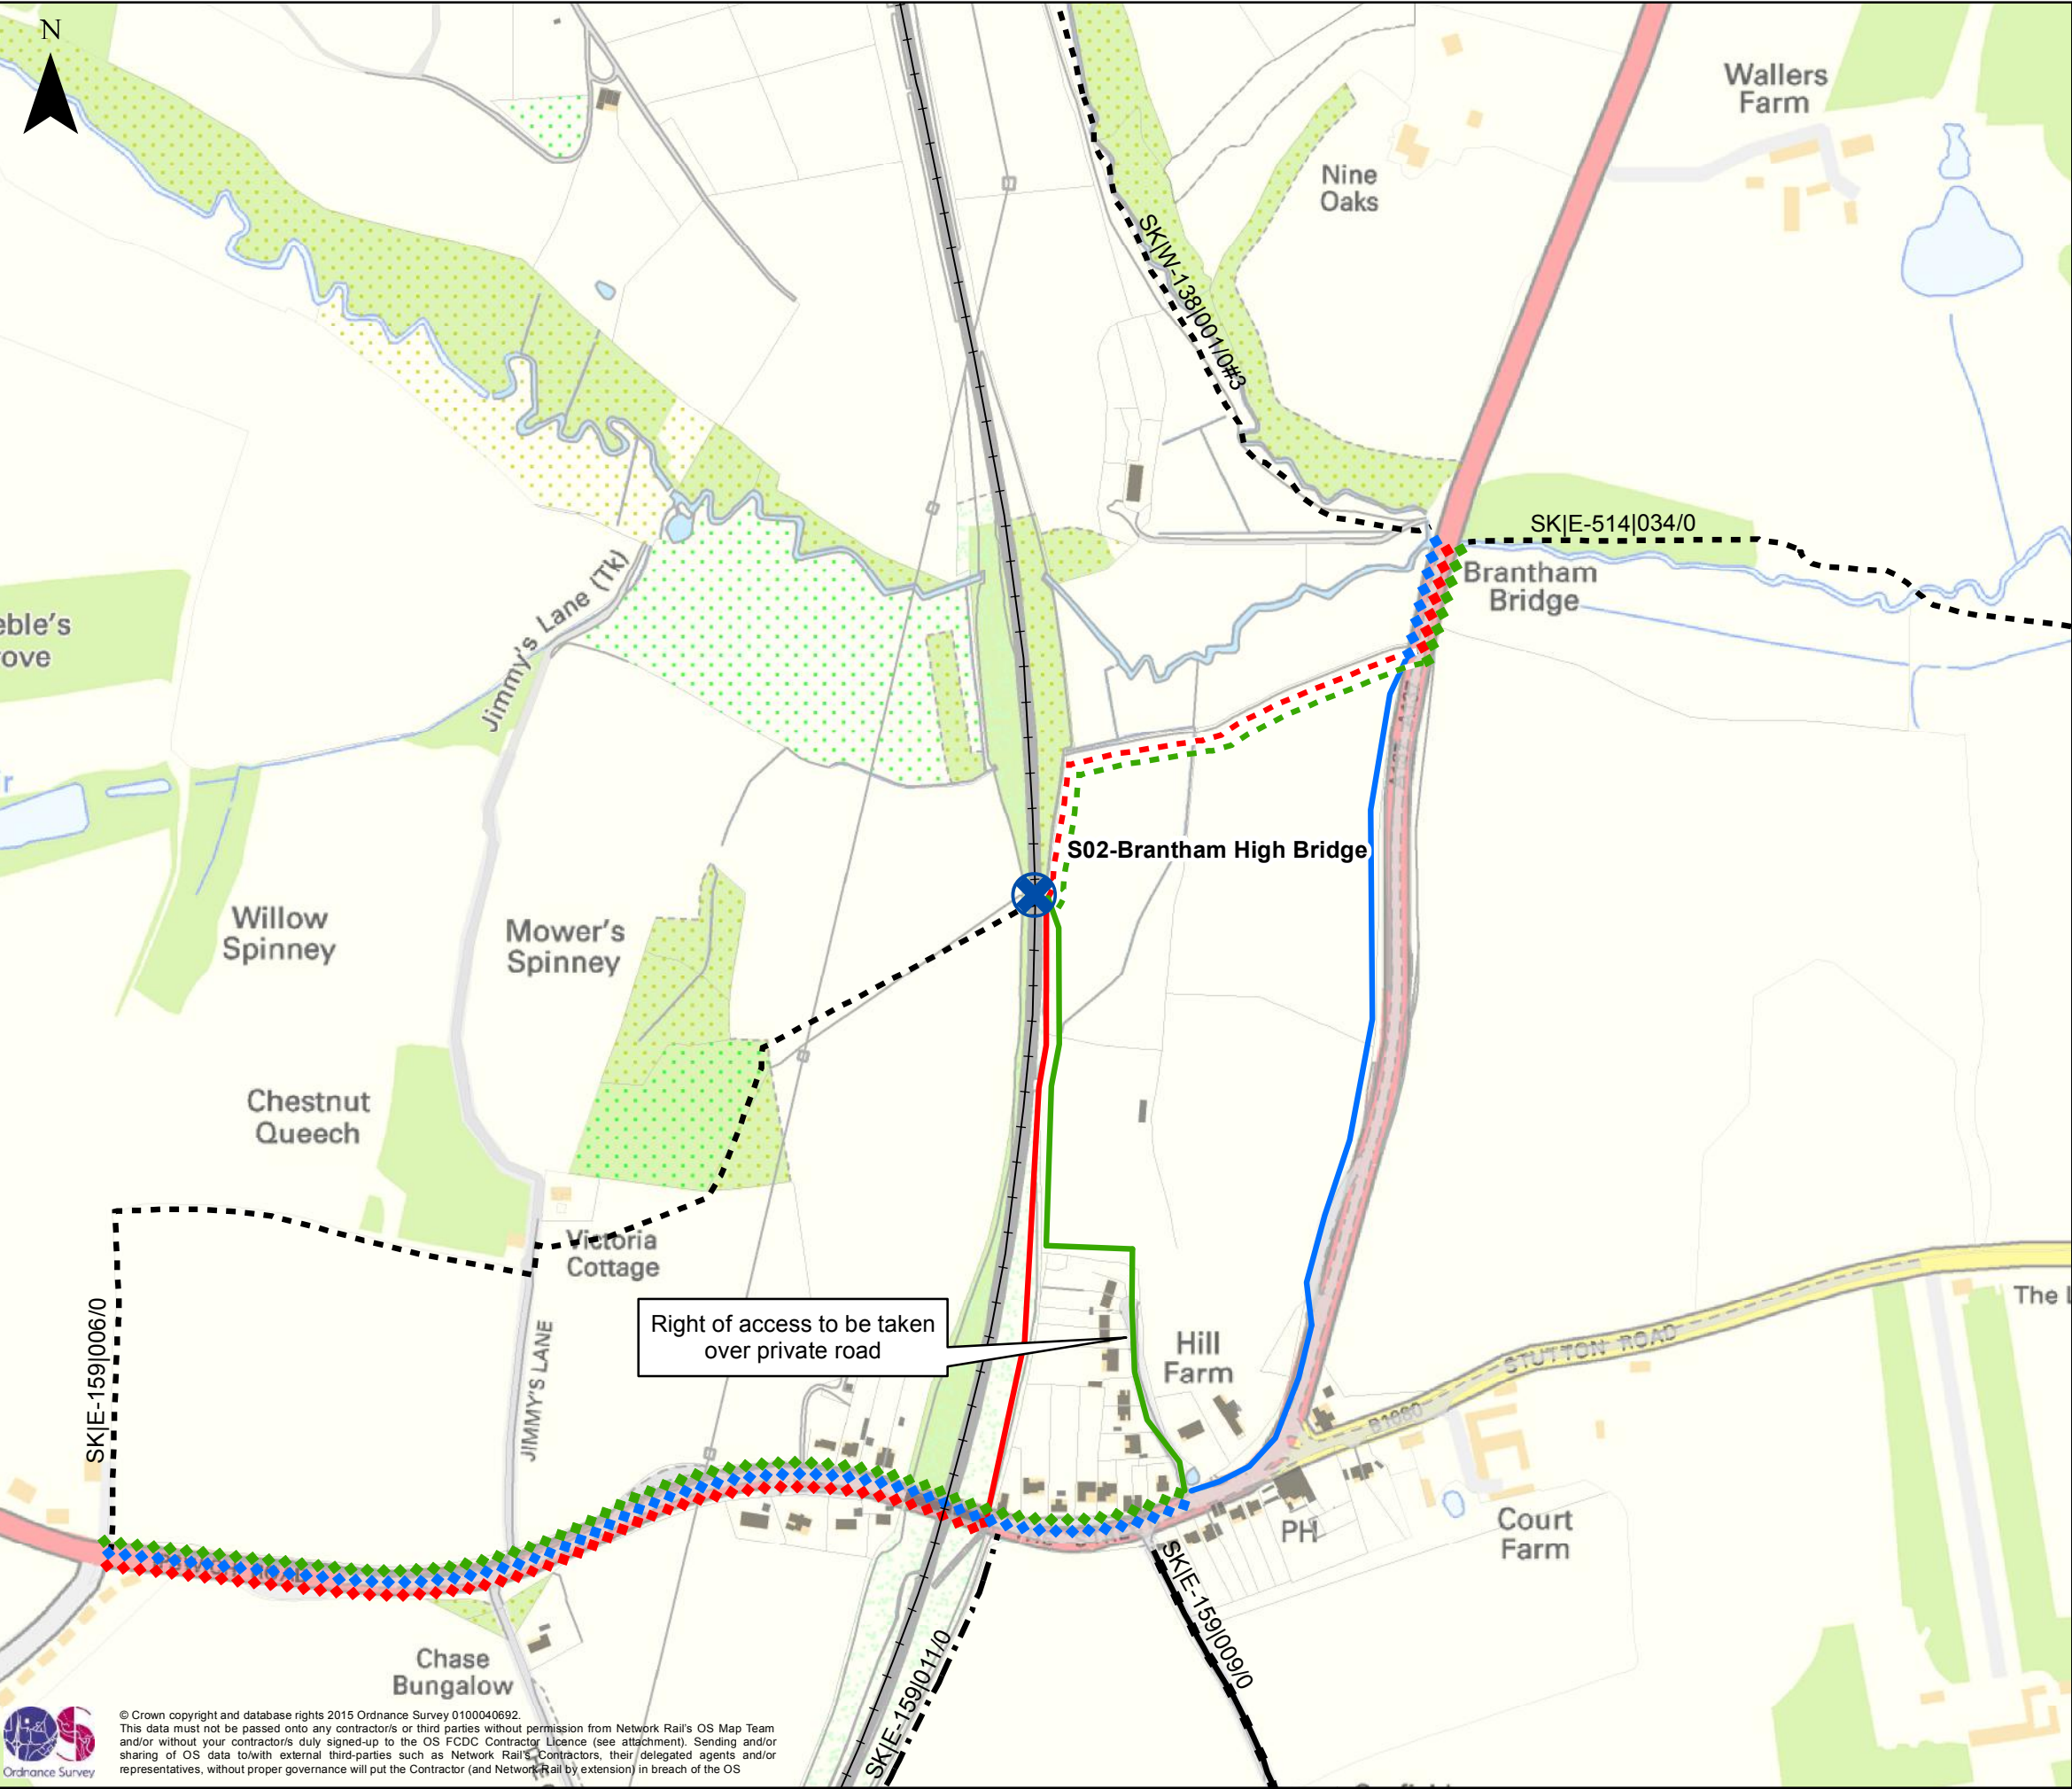 N
Wallers
Farm
Nine
Oaks
SK|W-138|001/0#3
SK|E-514|034/0
Brantham
Bridge
Jimmy's Lane (Tk)
eble's
ove
r
S02-Brantham High Bridge
Willow
Spinney
Mower's
Spinney
Chestnut
Queech
Victoria
Cottage
SK|E-159|006/0
JIMMY'S LANE
Right of access to be taken
over private road
Hill
Farm
The L
STUTTON ROAD
B1080
PH
Court
Farm
SK|E-159|009/0
SK|E-159|011/0
Chase
Bungalow
© Crown copyright and database rights 2015 Ordnance Survey 0100040692.
This data must not be passed onto any contractor/s or third parties without permission from Network Rail's OS Map Team
and/or without your contractor/s duly signed-up to the OS FCDC Contractor Licence (see attachment). Sending and/or
sharing of OS data to/with external third-parties such as Network Rail's Contractors, their delegated agents and/or
representatives, without proper governance will put the Contractor (and Network Rail by extension) in breach of the OS
Ordnance Survey